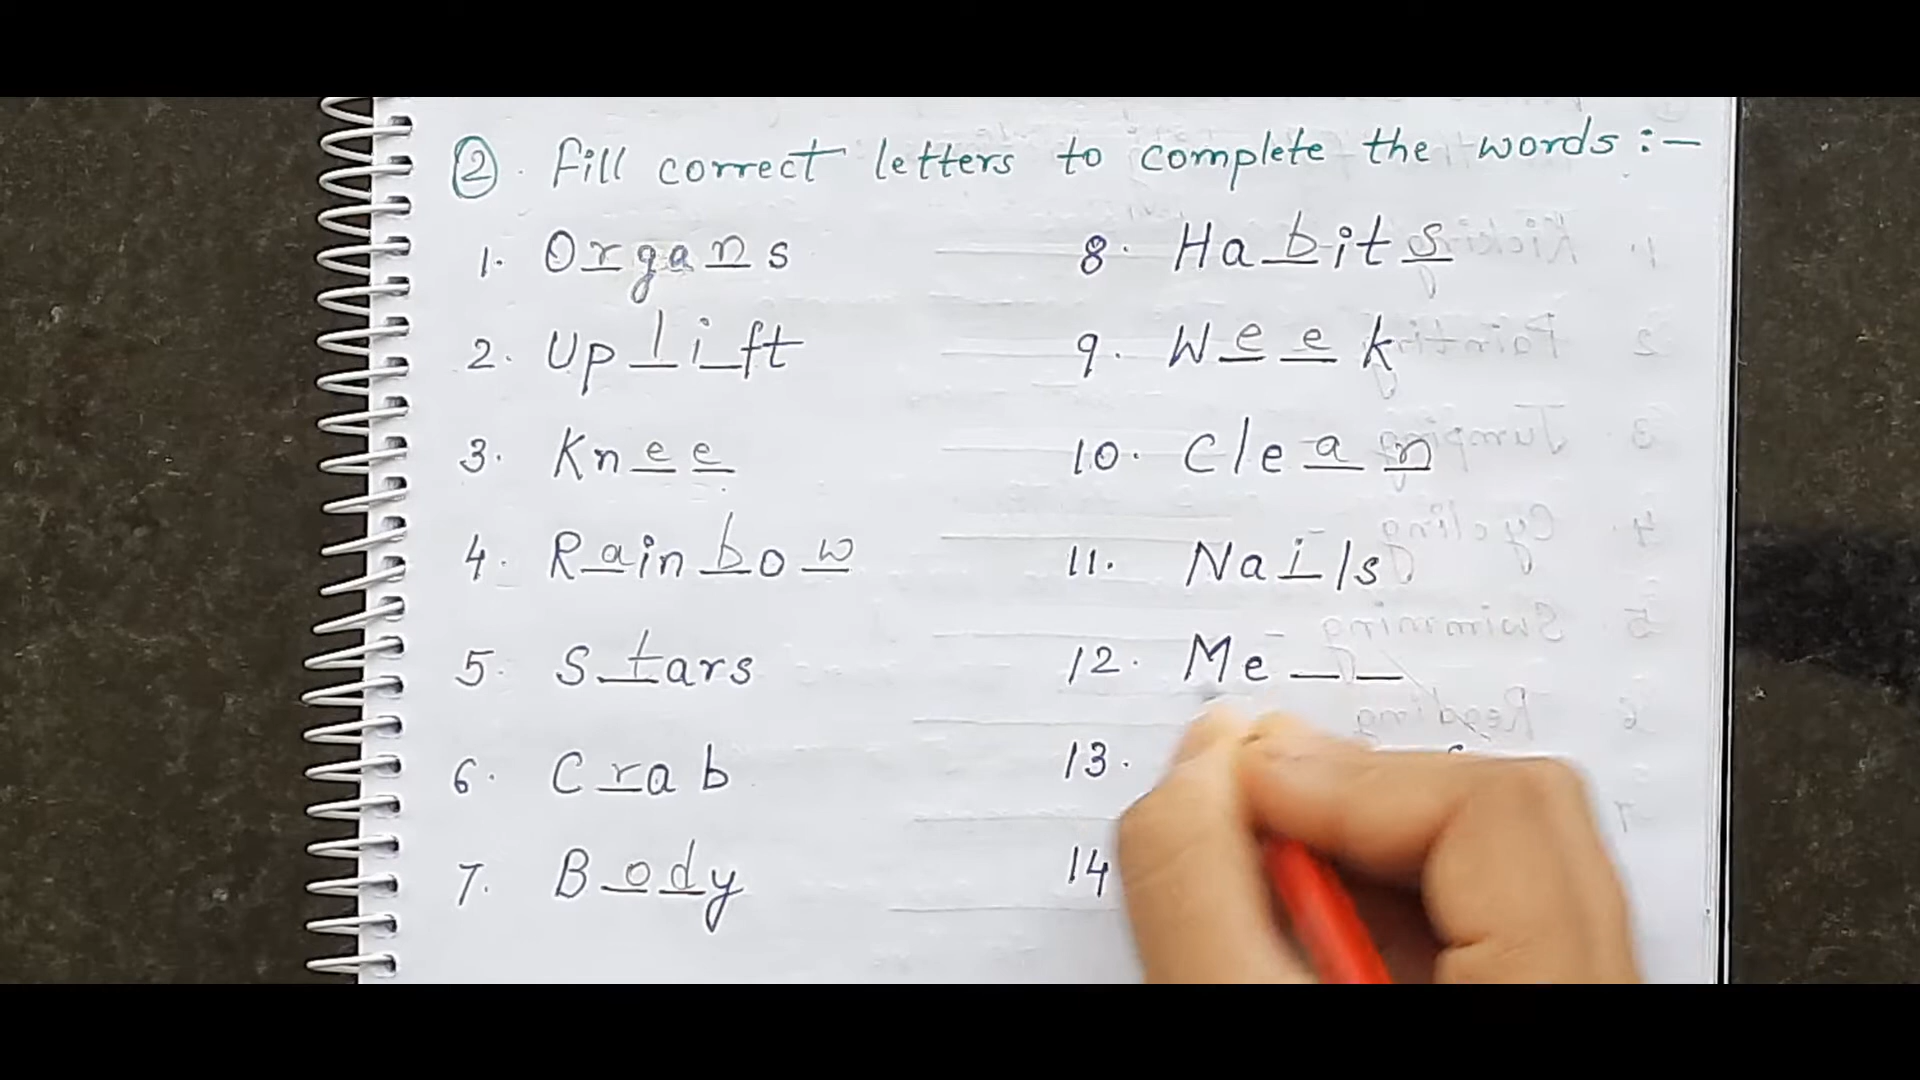 2. Fill correct letters to complete the words :-
1. Organs
2. Uplift
3. Knee
4. Rainbow
5. Stars
6. Crab
7. Body
8. Habits
9. Week
10. Clean
11. Nails
12. Me _ _
13.
14